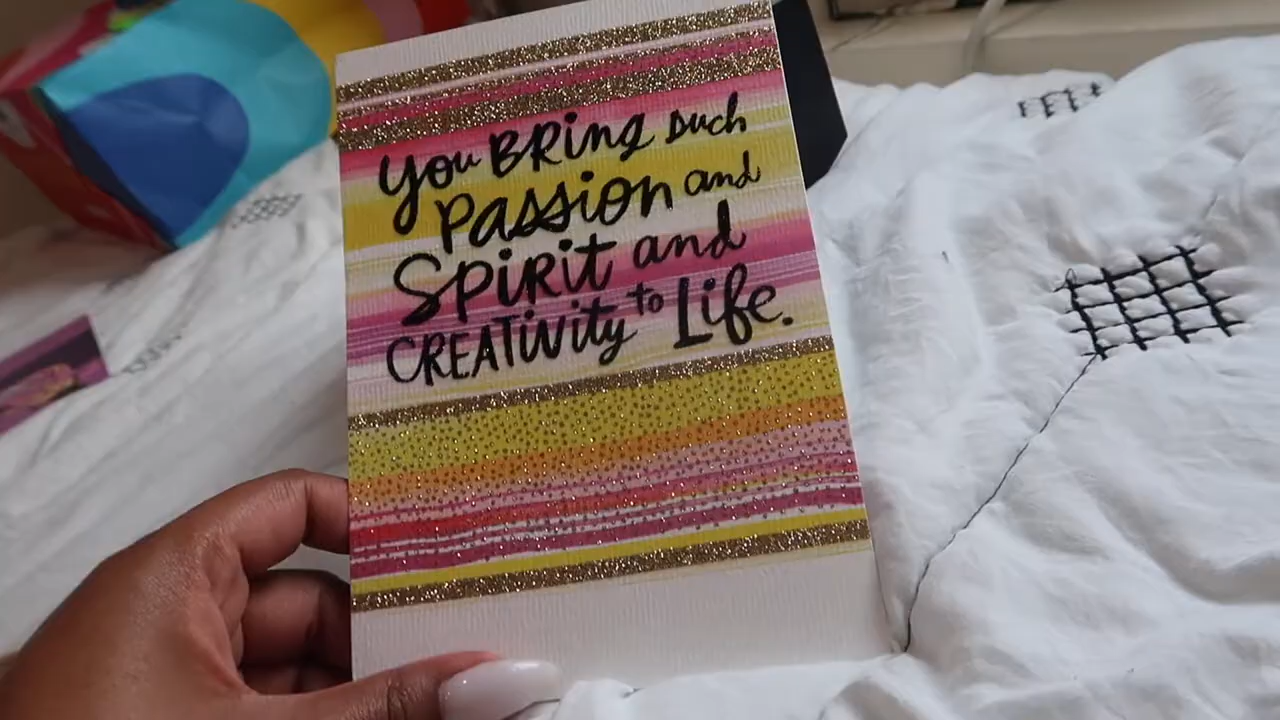 you BRing such
passion and
SPiRit and
CREATiVity to Life.